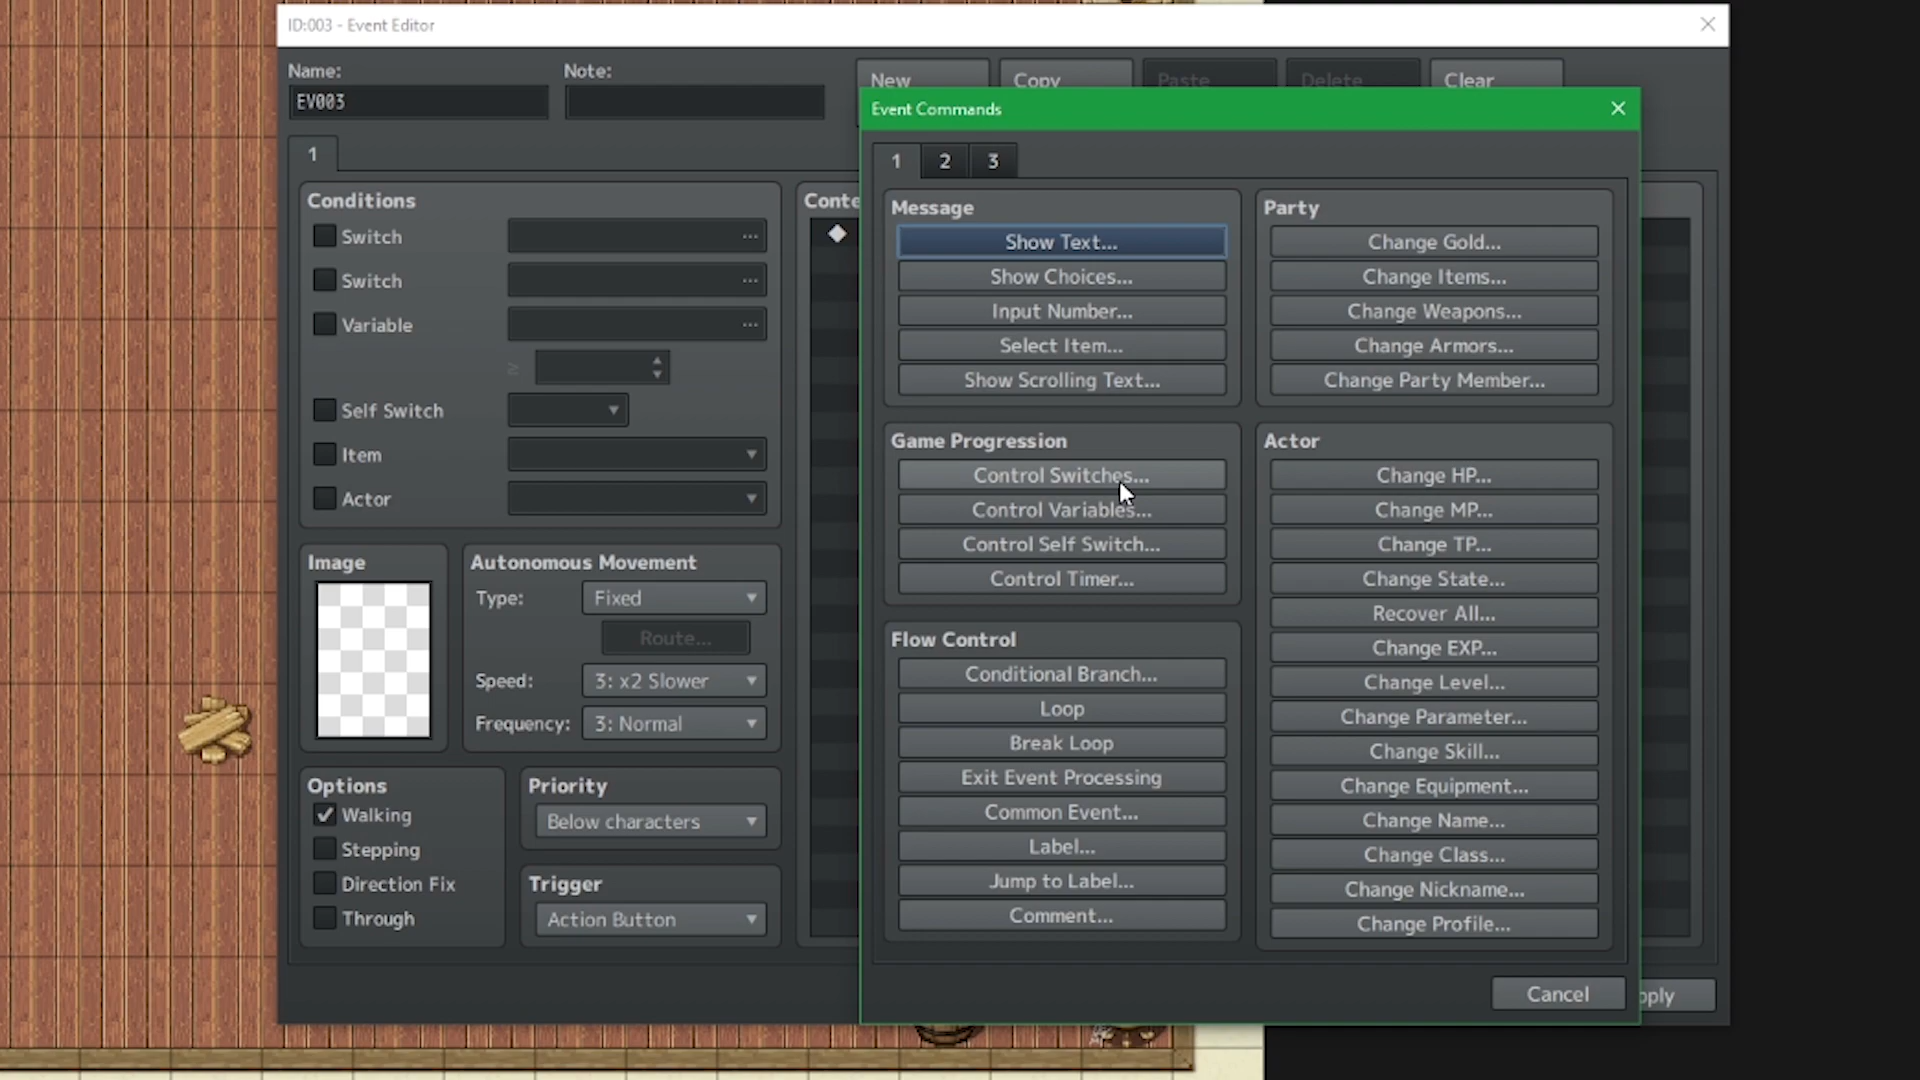 ID:003 - Event Editor
Name:
Note:
EV003
New
Copy
Paste
Delete
Clear
1
Conditions
Switch
...
Switch
...
Variable
...
≥
Self Switch
Item
Actor
Image
Autonomous Movement
Type:
Fixed
Route...
Speed:
3: x2 Slower
Frequency:
3: Normal
Options
Walking
Stepping
Direction Fix
Through
Priority
Below characters
Trigger
Action Button
Conte
Event Commands
1
2
3
Message
Show Text...
Show Choices...
Input Number...
Select Item...
Show Scrolling Text...
Game Progression
Control Switches...
Control Variables...
Control Self Switch...
Control Timer...
Flow Control
Conditional Branch...
Loop
Break Loop
Exit Event Processing
Common Event...
Label...
Jump to Label...
Comment...
Party
Change Gold...
Change Items...
Change Weapons...
Change Armors...
Change Party Member...
Actor
Change HP...
Change MP...
Change TP...
Change State...
Recover All...
Change EXP...
Change Level...
Change Parameter...
Change Skill...
Change Equipment...
Change Name...
Change Class...
Change Nickname...
Change Profile...
Cancel
pply